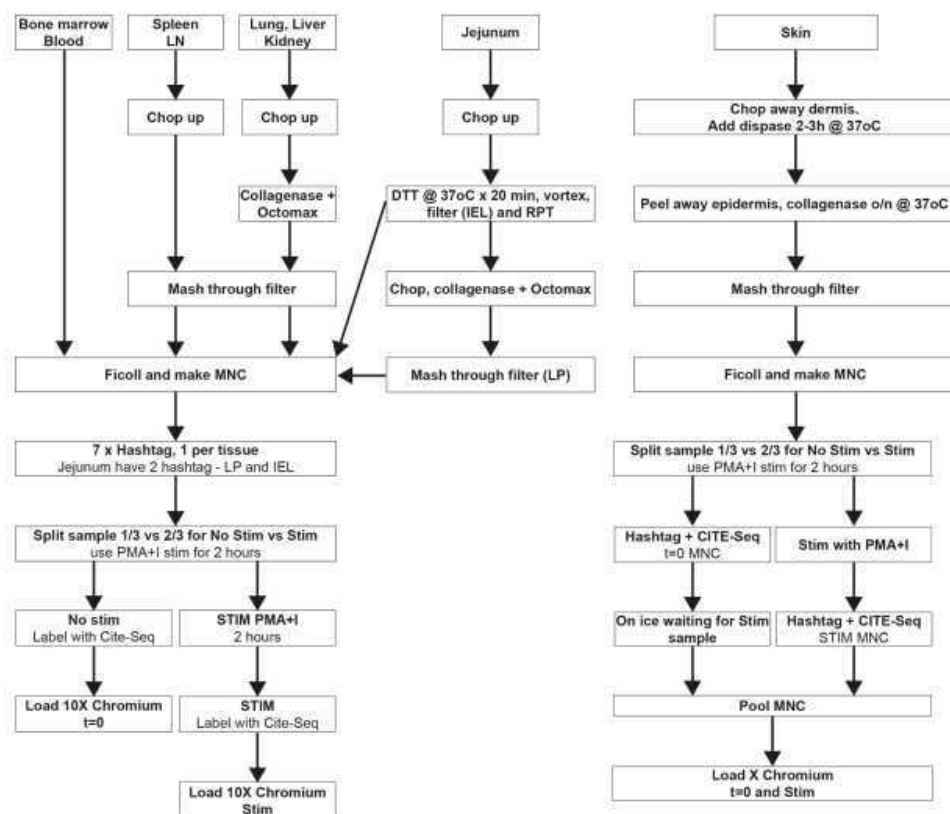 Bone marrow
Blood
Spleen
LN
Lung, Liver
Kidney
Jejunum
Skin
Chop up
Chop up
Chop up
Chop away dermis.
Add dispase 2-3h @ 37oC
Collagenase +
Octomax
DTT @ 37oC x 20 min, vortex,
filter (IEL) and RPT
Peel away epidermis, collagenase o/n @ 37oC
Mash through filter
Chop, collagenase + Octomax
Mash through filter
Ficoll and make MNC
Mash through filter (LP)
Ficoll and make MNC
7 x Hashtag, 1 per tissue
Jejunum have 2 hashtag - LP and IEL
Split sample 1/3 vs 2/3 for No Stim vs Stim
use PMA+I stim for 2 hours
Split sample 1/3 vs 2/3 for No Stim vs Stim
use PMA+I stim for 2 hours
Hashtag + CITE-Seq
t=0 MNC
Stim with PMA+I
No stim
Label with Cite-Seq
STIM PMA+I
2 hours
On ice waiting for Stim
sample
Hashtag + CITE-Seq
STIM MNC
Load 10X Chromium
t=0
STIM
Label with Cite-Seq
Pool MNC
Load 10X Chromium
Stim
Load X Chromium
t=0 and Stim